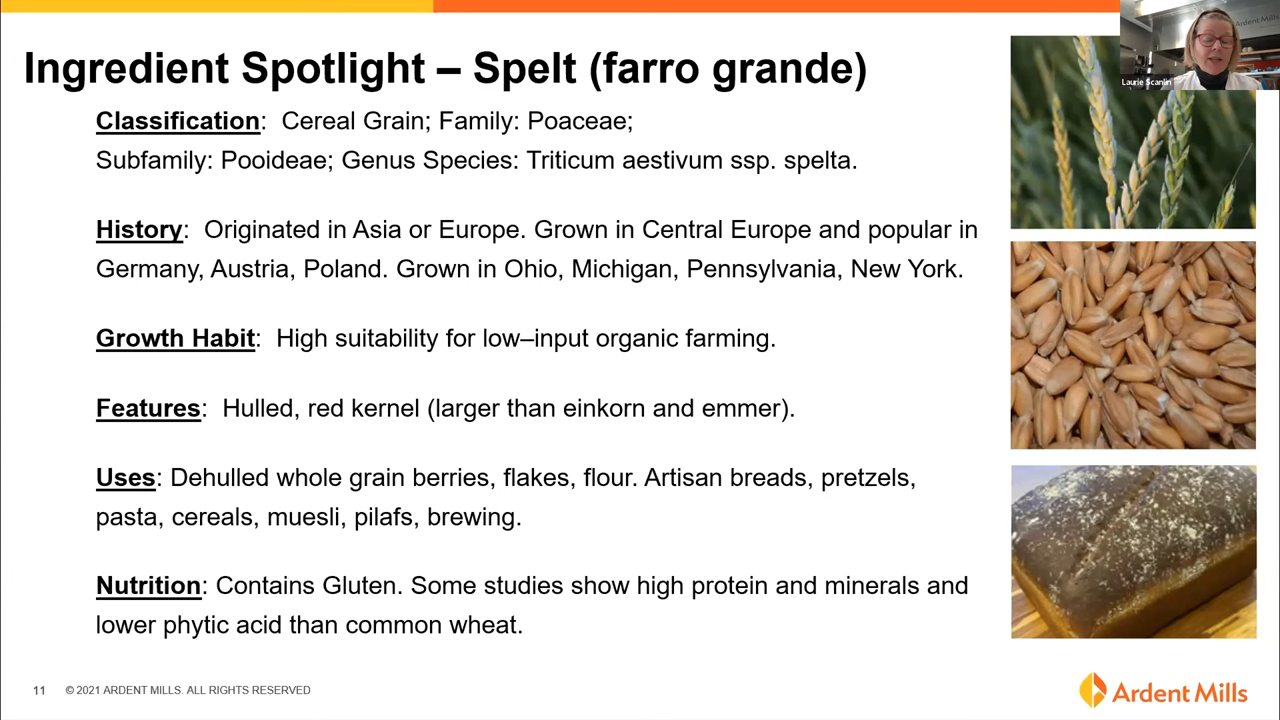 Ingredient Spotlight – Spelt (farro grande)
Classification: Cereal Grain; Family: Poaceae;
Subfamily: Pooideae; Genus Species: Triticum aestivum ssp. spelta.
History: Originated in Asia or Europe. Grown in Central Europe and popular in
Germany, Austria, Poland. Grown in Ohio, Michigan, Pennsylvania, New York.
Growth Habit: High suitability for low–input organic farming.
Features: Hulled, red kernel (larger than einkorn and emmer).
Uses: Dehulled whole grain berries, flakes, flour. Artisan breads, pretzels,
pasta, cereals, muesli, pilafs, brewing.
Nutrition: Contains Gluten. Some studies show high protein and minerals and
lower phytic acid than common wheat.
Ardent Mills
Laurie Scanlin
11 © 2021 ARDENT MILLS. ALL RIGHTS RESERVED
Ardent Mills